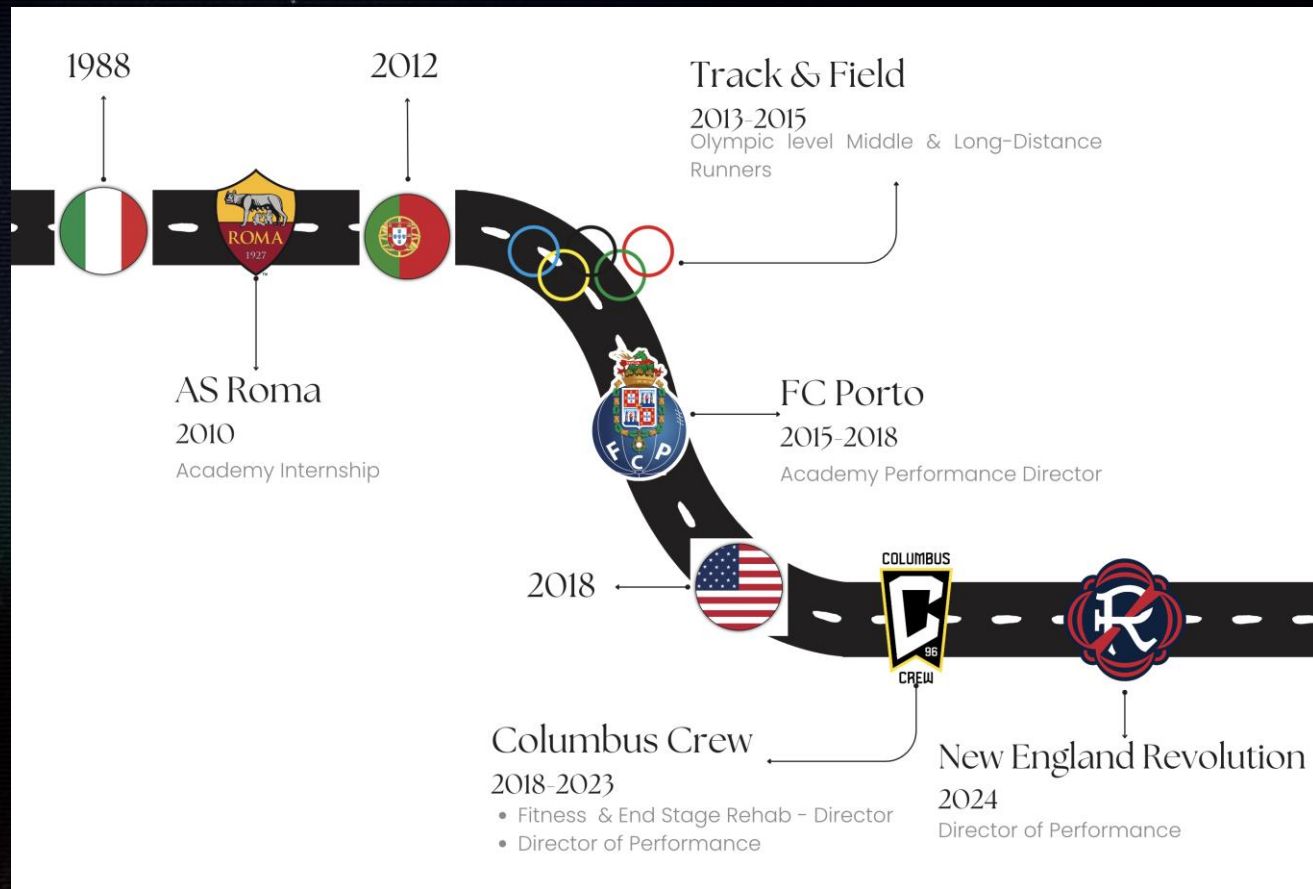 1988
2012
Track & Field
2013-2015
Olympic level Middle & Long-Distance
Runners
ROMA
1927
AS Roma
2010
Academy Internship
FCP
FC Porto
2015-2018
Academy Performance Director
2018
COLUMBUS
C
96
CREW
R
Columbus Crew
2018-2023
• Fitness & End Stage Rehab - Director
• Director of Performance
New England Revolution
2024
Director of Performance